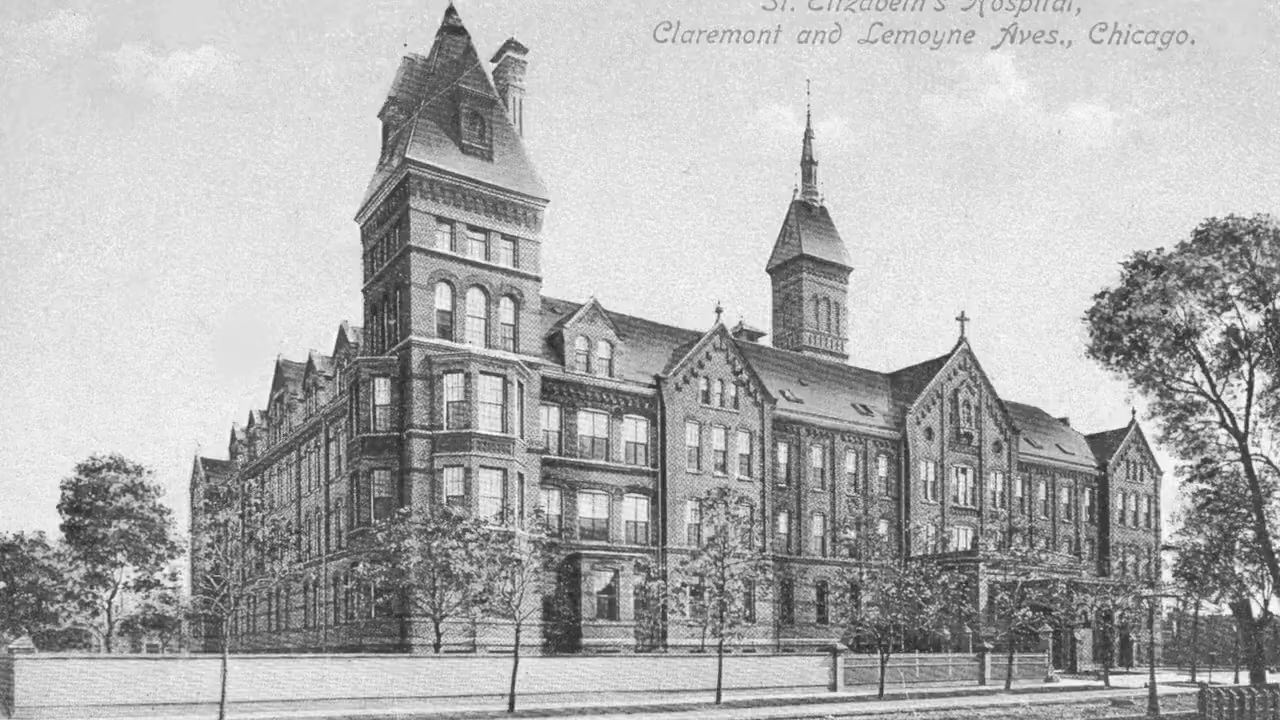 St. Elizabeth's Hospital,
Claremont and Lemoyne Aves., Chicago.